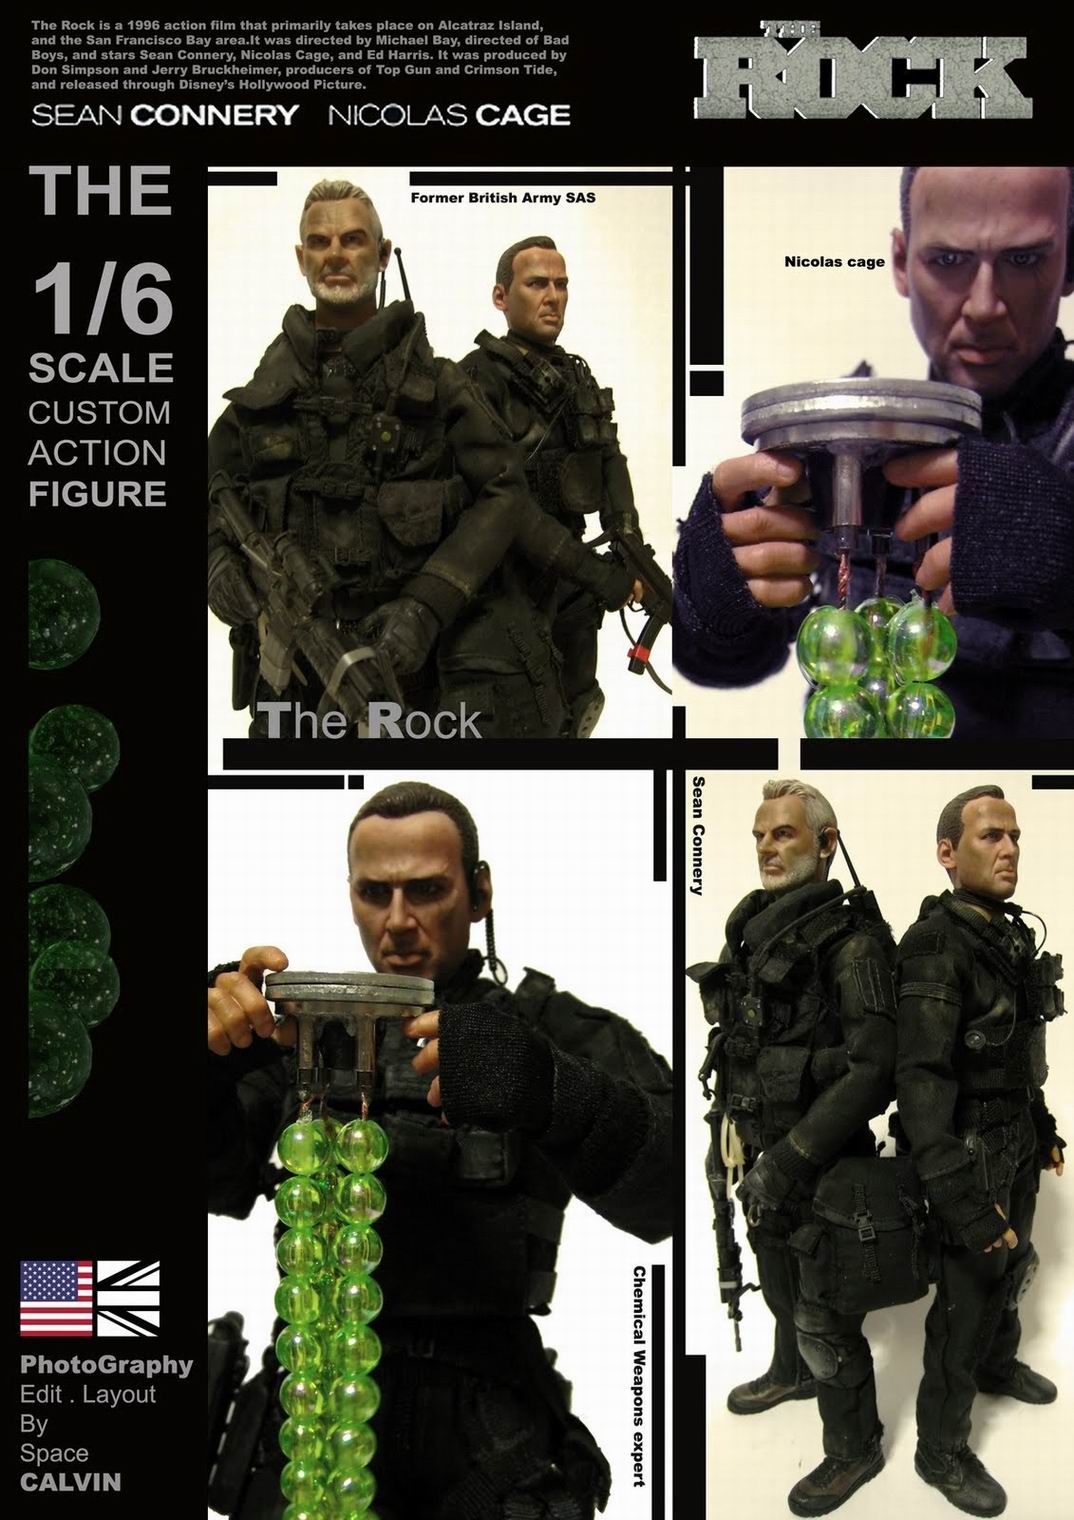 The Rock is a 1996 action film that primarily takes place on Alcatraz Island,
and the San Francisco Bay area.It was directed by Michael Bay, directed of Bad
Boys, and stars Sean Connery, Nicolas Cage, and Ed Harris. It was produced by
Don Simpson and Jerry Bruckheimer, producers of Top Gun and Crimson Tide,
and released through Disney's Hollywood Picture.
SEAN CONNERY NICOLAS CAGE
THE
ROCK
THE
1/6
SCALE
CUSTOM
ACTION
FIGURE
Former British Army SAS
Nicolas cage
The Rock
Sean Connery
Chemical Weapons expert
PhotoGraphy
Edit . Layout
By
Space
CALVIN